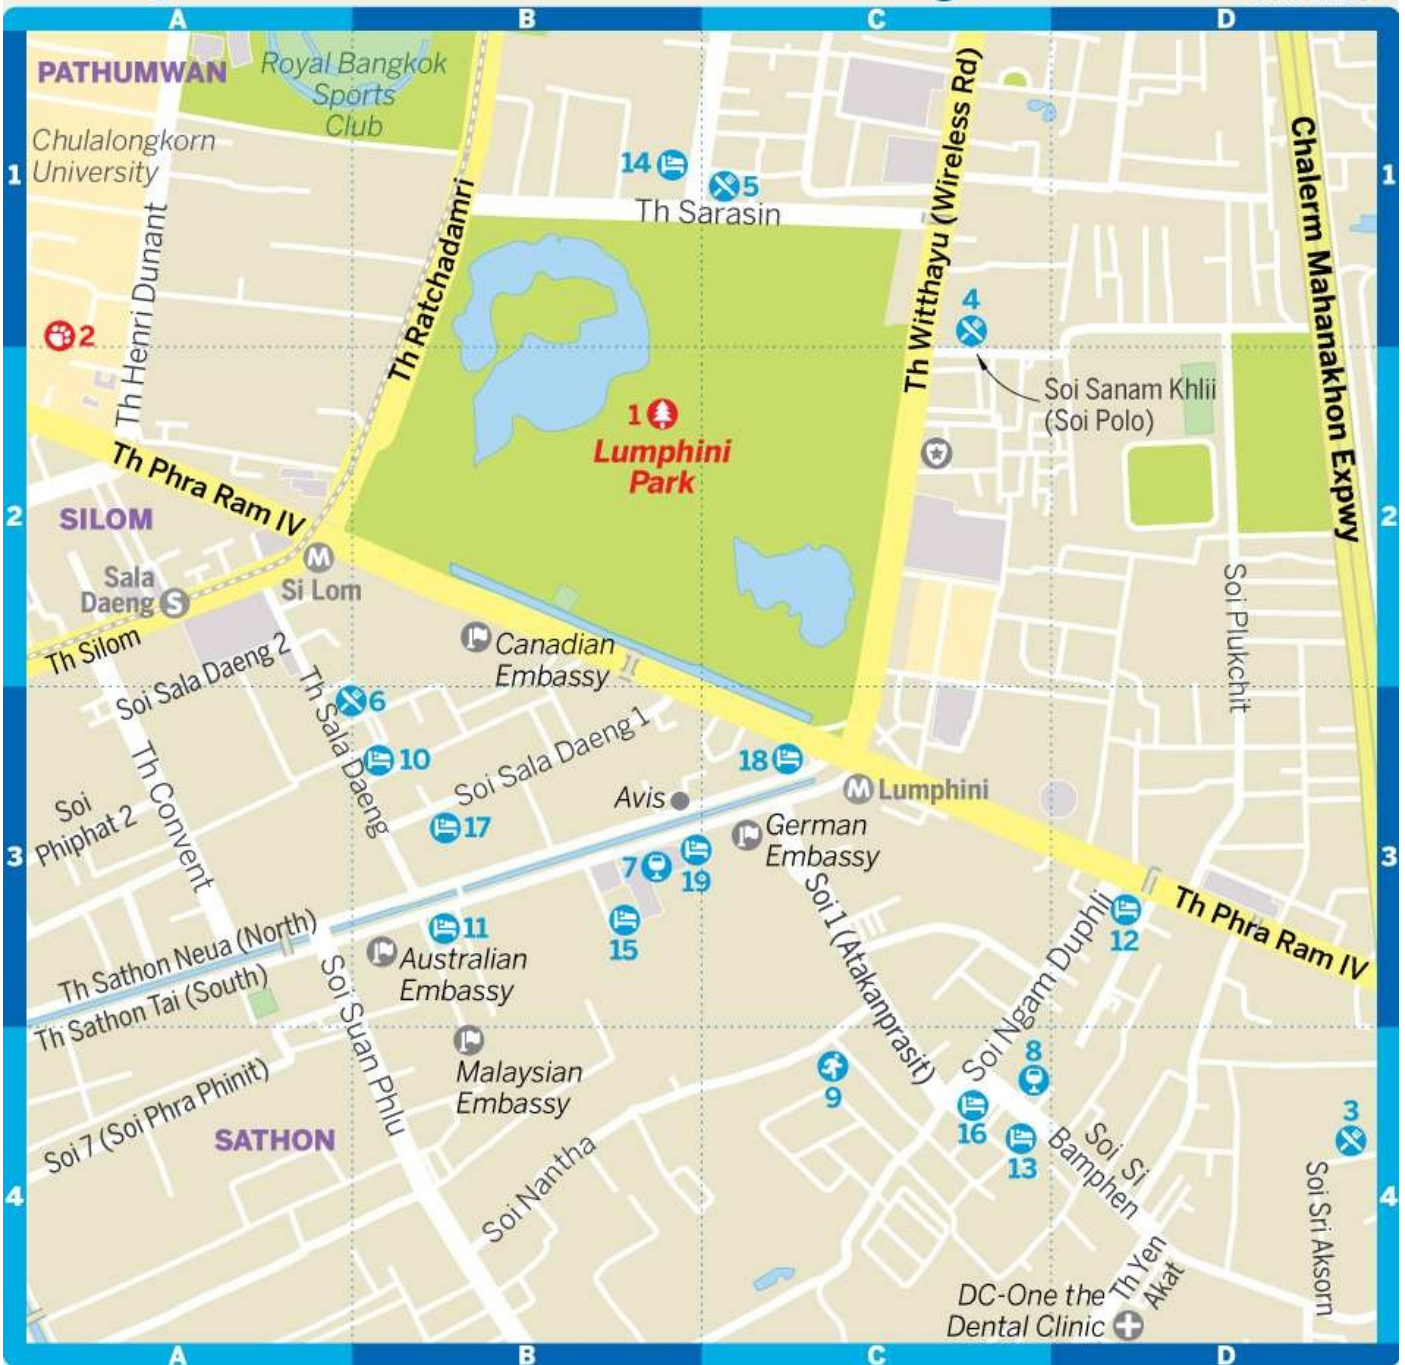 A
B
C
D
PATHUMWAN
Royal Bangkok
Sports
Club
Chulalongkorn
University
1
1
14
5
Th Sarasin
Th Henri Dunant
Th Ratchadamri
Th Witthayu (Wireless Rd)
Chalerm Mahanakhon Expwy
2
4
Soi Sanam Khlii
(Soi Polo)
1
Lumphini
Park
Th Phra Ram IV
2
2
SILOM
M
Si Lom
Sala
Daeng S
Th Silom
Soi Plukchit
Canadian
Embassy
Soi Sala Daeng 2
Th Sala Daeng
6
10
Soi Sala Daeng 1
18
Avis
M Lumphini
Th Convent
Soi
Phiphat 2
17
German
Embassy
3
3
7
19
Soi 1 (Atakanprasit)
11
15
12
Th Phra Ram IV
Th Sathon Neua (North)
Th Sathon Tai (South)
Australian
Embassy
Soi Suan Phlu
Soi Ngam Duphli
Malaysian
Embassy
8
9
Soi 7 (Soi Phra Phinit)
SATHON
16
13
3
Soi Si
Bamphen
Soi Nantha
4
4
Soi Sri Aksorn
Th Yen
Akat
DC-One the
Dental Clinic
A
B
C
D